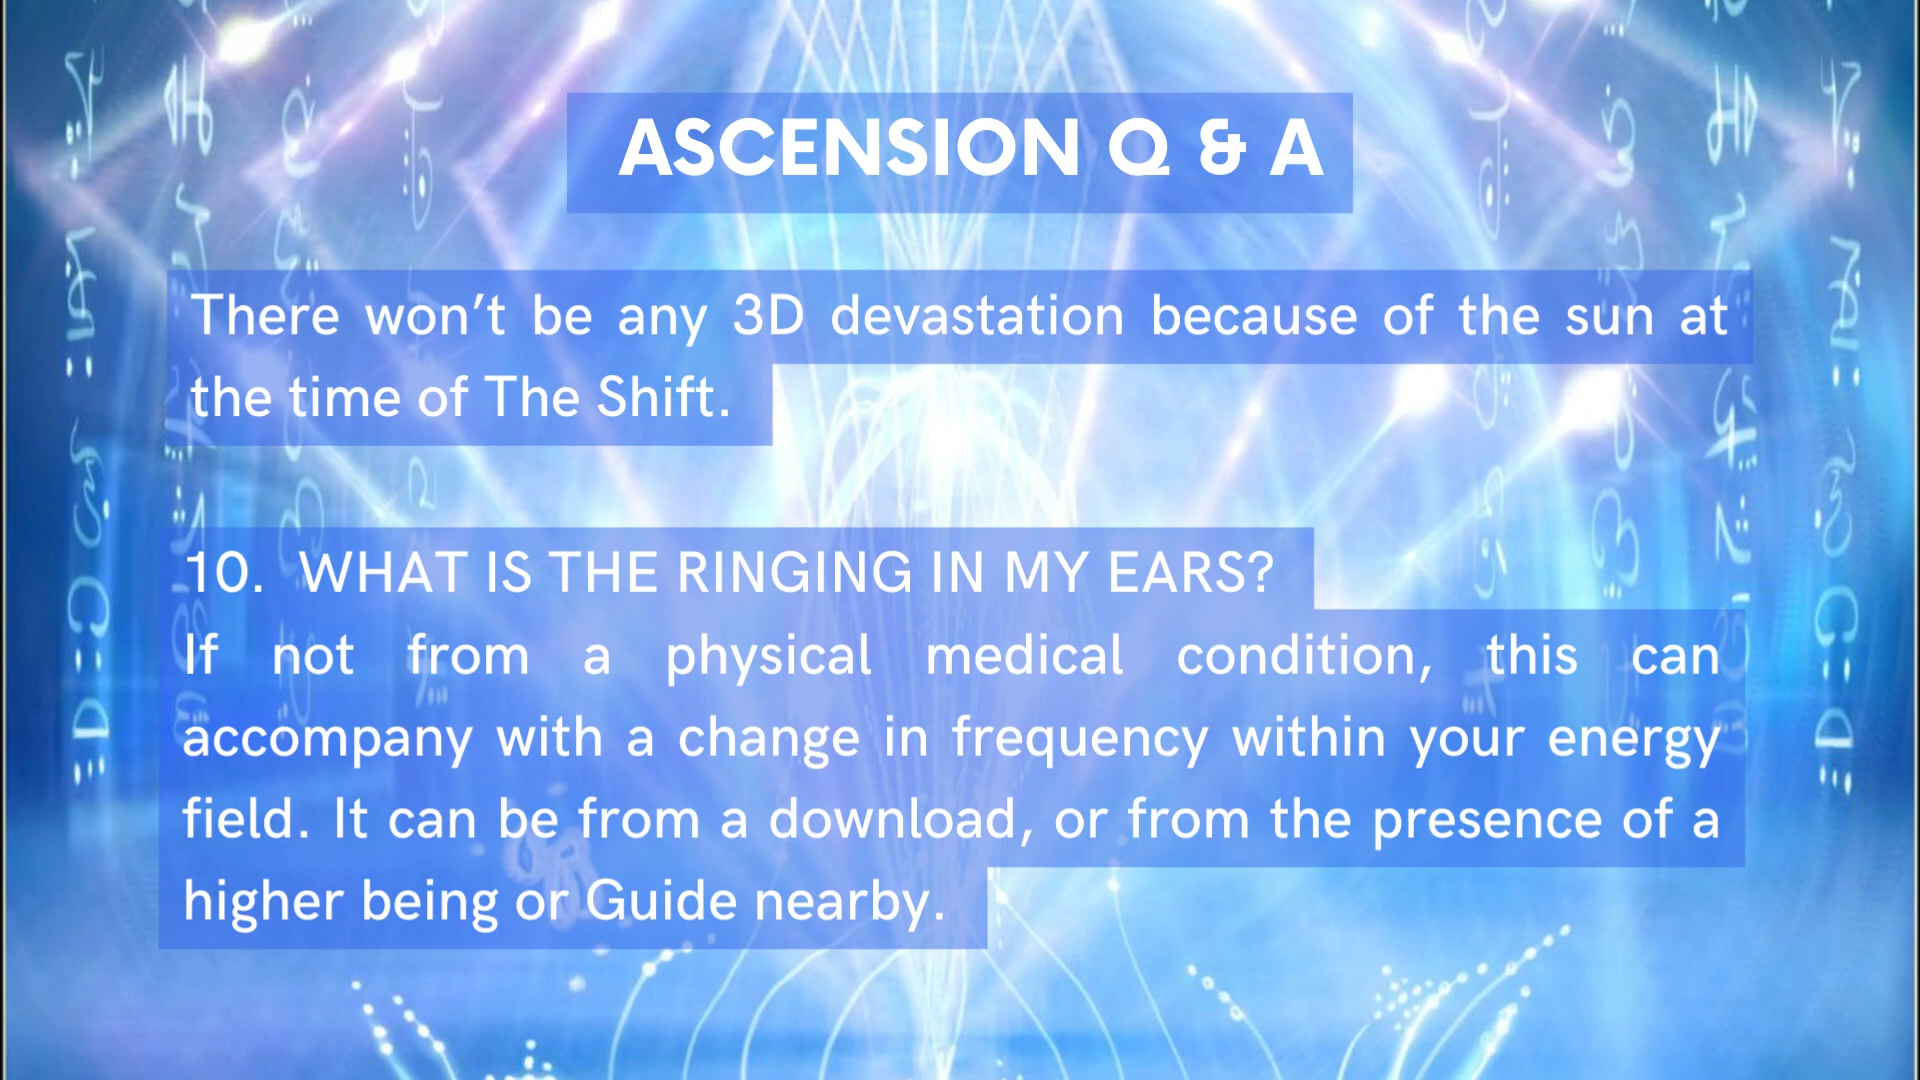 ASCENSION Q & A
There won’t be any 3D devastation because of the sun at
the time of The Shift.
10. WHAT IS THE RINGING IN MY EARS?
If not from a physical medical condition, this can
accompany with a change in frequency within your energy
field. It can be from a download, or from the presence of a
higher being or Guide nearby.